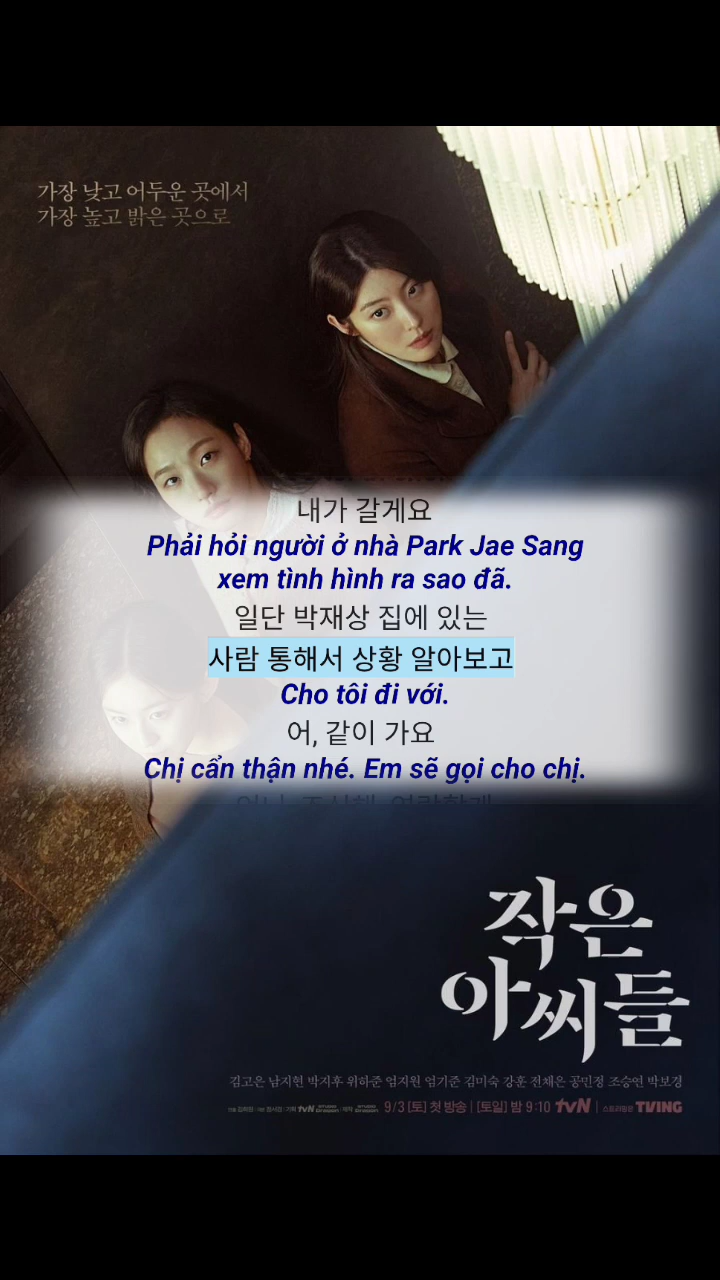 가장 낮고 어두운 곳에서
가장 높고 밝은 곳으로
내가 갈게요
Phải hỏi người ở nhà Park Jae Sang
xem tình hình ra sao đã.
일단 박재상 집에 있는
사람 통해서 상황 알아보고
Cho tôi đi với.
어, 같이 가요
Chị cẩn thận nhé. Em sẽ gọi cho chị.
작은
아씨들
김고은 남지현 박지후 위하준 엄지원 엄기준 김미숙 강훈 전채은 공민정 조승연 박보경
9/3 [토] 첫 방송 | [토일] 밤 9:10 tvN | 스트리밍은 TVING